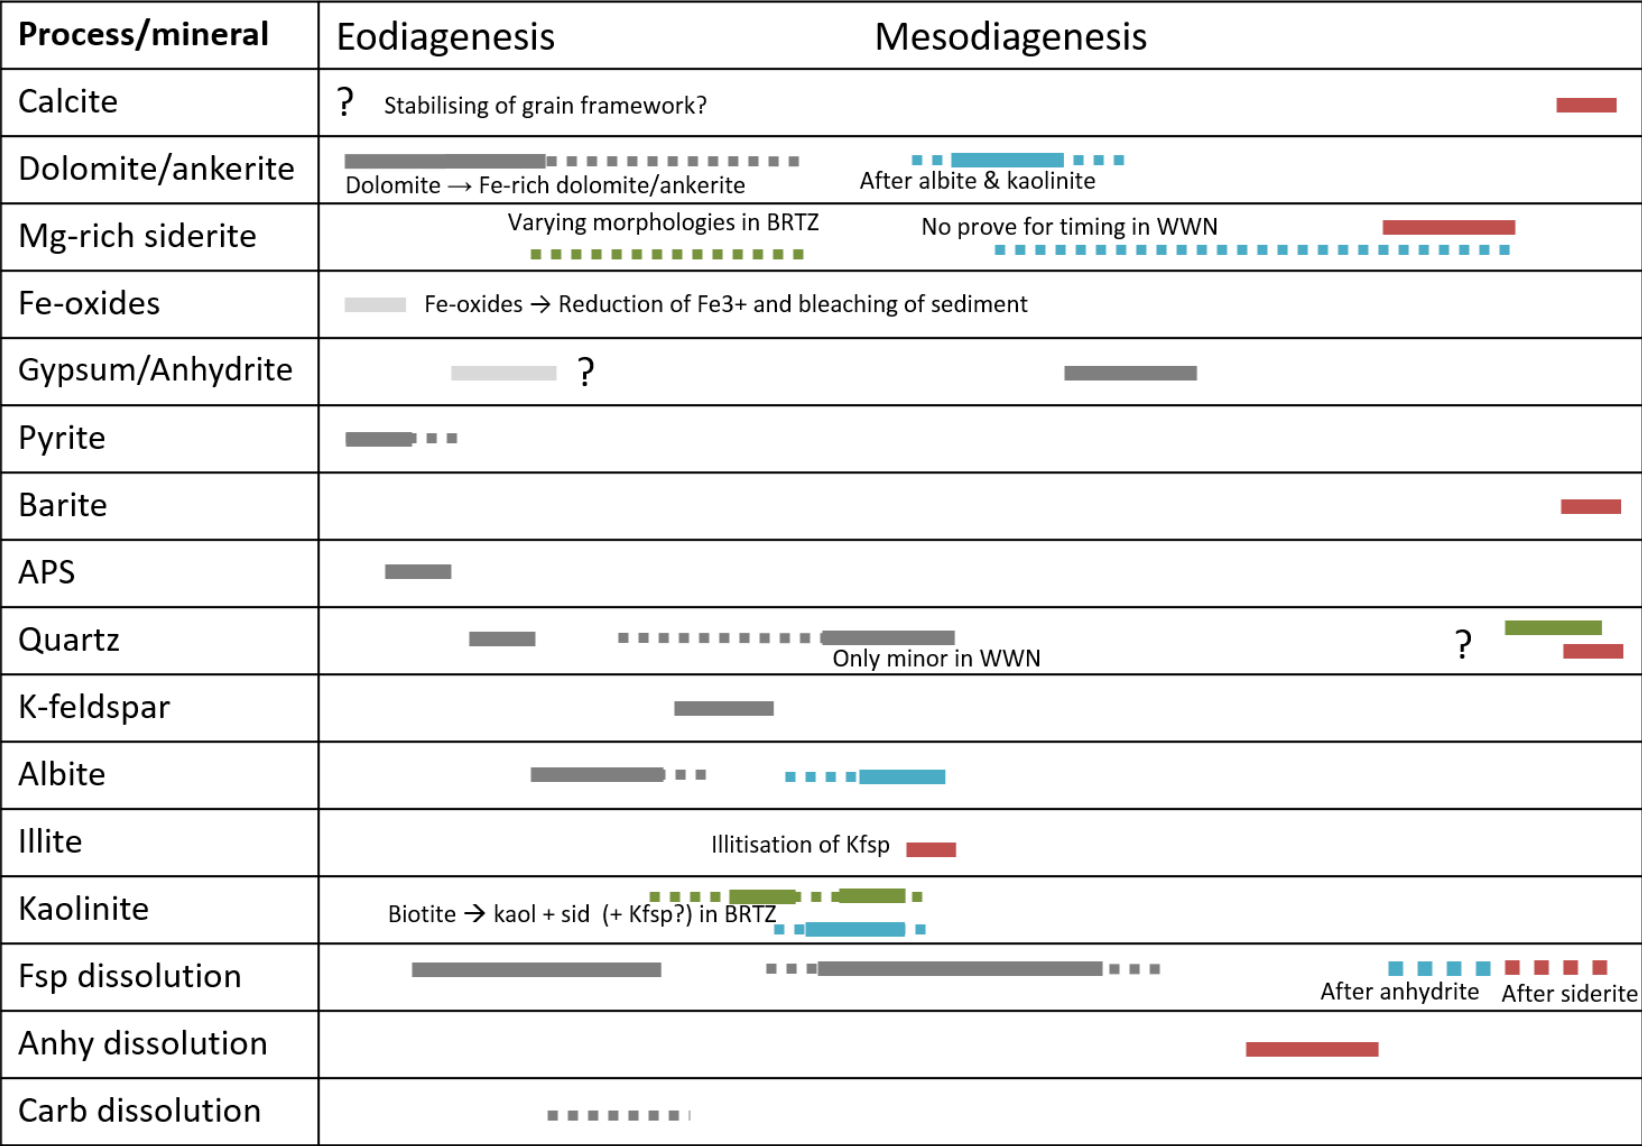 Process/mineral Eodiagenesis Mesodiagenesis
Calcite ? Stabilising of grain framework?
Dolomite/ankerite
Dolomite → Fe-rich dolomite/ankerite
After albite & kaolinite
Mg-rich siderite
Varying morphologies in BRTZ
No prove for timing in WWN
Fe-oxides Fe-oxides → Reduction of Fe3+ and bleaching of sediment
Gypsum/Anhydrite ?
Pyrite
Barite
APS
Quartz
Only minor in WWN
?
K-feldspar
Albite
Illite Illitisation of Kfsp
Kaolinite Biotite → kaol + sid (+ Kfsp?) in BRTZ
Fsp dissolution
After anhydrite
After siderite
Anhy dissolution
Carb dissolution